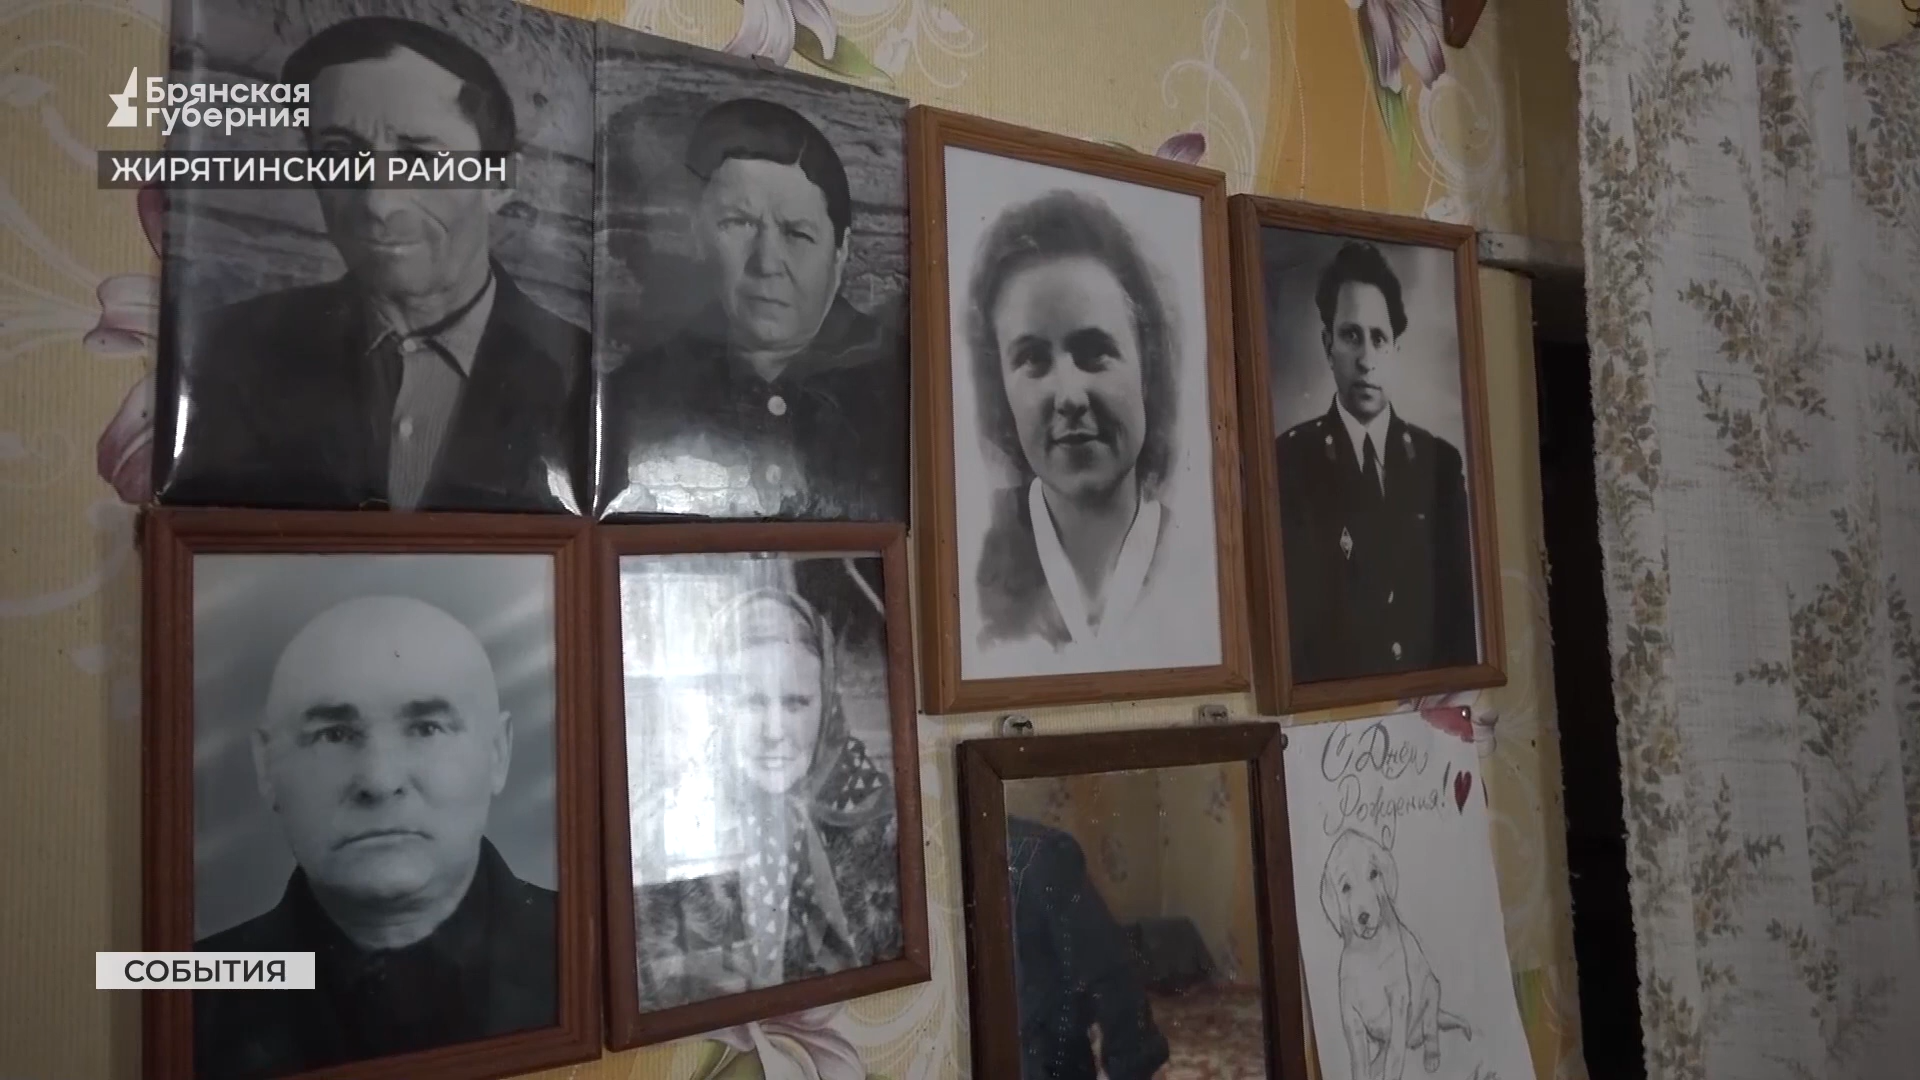 Брянская
губерния
ЖИРЯТИНСКИЙ РАЙОН
С Днём
Рождения!
СОБЫТИЯ